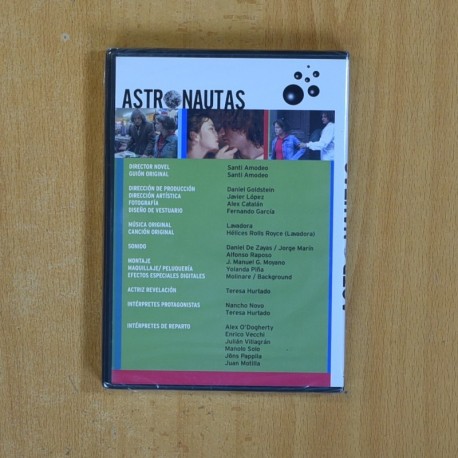 ASTRONAUTAS
DIRECTOR NOVEL Santi Amodeo
GUIÓN ORIGINAL Santi Amodeo
DIRECCIÓN DE PRODUCCIÓN Daniel Goldstein
DIRECCIÓN ARTÍSTICA Javier López
FOTOGRAFÍA Alex Catalán
DISEÑO DE VESTUARIO Fernando García
MÚSICA ORIGINAL Lavadora
CANCIÓN ORIGINAL Hélices Rolls Royce (Lavadora)
SONIDO Daniel De Zayas / Jorge Marín
Alfonso Raposo
MONTAJE J. Manuel G. Moyano
MAQUILLAJE/ PELUQUERÍA Yolanda Piña
EFECTOS ESPECIALES DIGITALES Molinare / Background
ACTRIZ REVELACIÓN Teresa Hurtado
INTÉRPRETES PROTAGONISTAS Nancho Novo
Teresa Hurtado
INTÉRPRETES DE REPARTO Alex O'Dogherty
Enrico Vecchi
Julián Villagrán
Manolo Solo
Jöns Pappila
Juan Motilla
ASTRONAUTAS